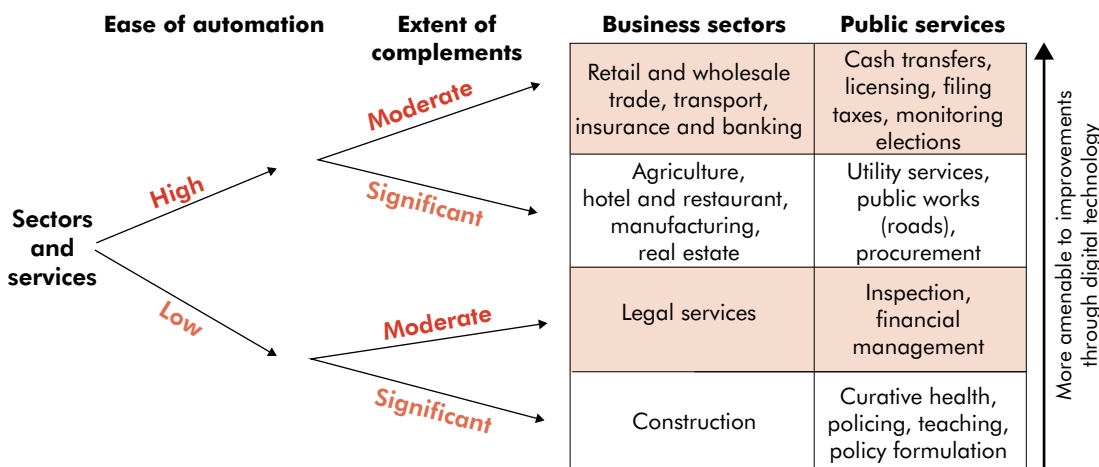 Ease of automation
Extent of
complements
Business sectors
Public services
Sectors
and
services
High
Low
Moderate
Significant
Moderate
Significant
Retail and wholesale
trade, transport,
insurance and banking
Cash transfers,
licensing, filing
taxes, monitoring
elections
Agriculture,
hotel and restaurant,
manufacturing,
real estate
Utility services,
public works
(roads),
procurement
Legal services
Inspection,
financial
management
Construction
Curative health,
policing, teaching,
policy formulation
More amenable to improvements
through digital technology